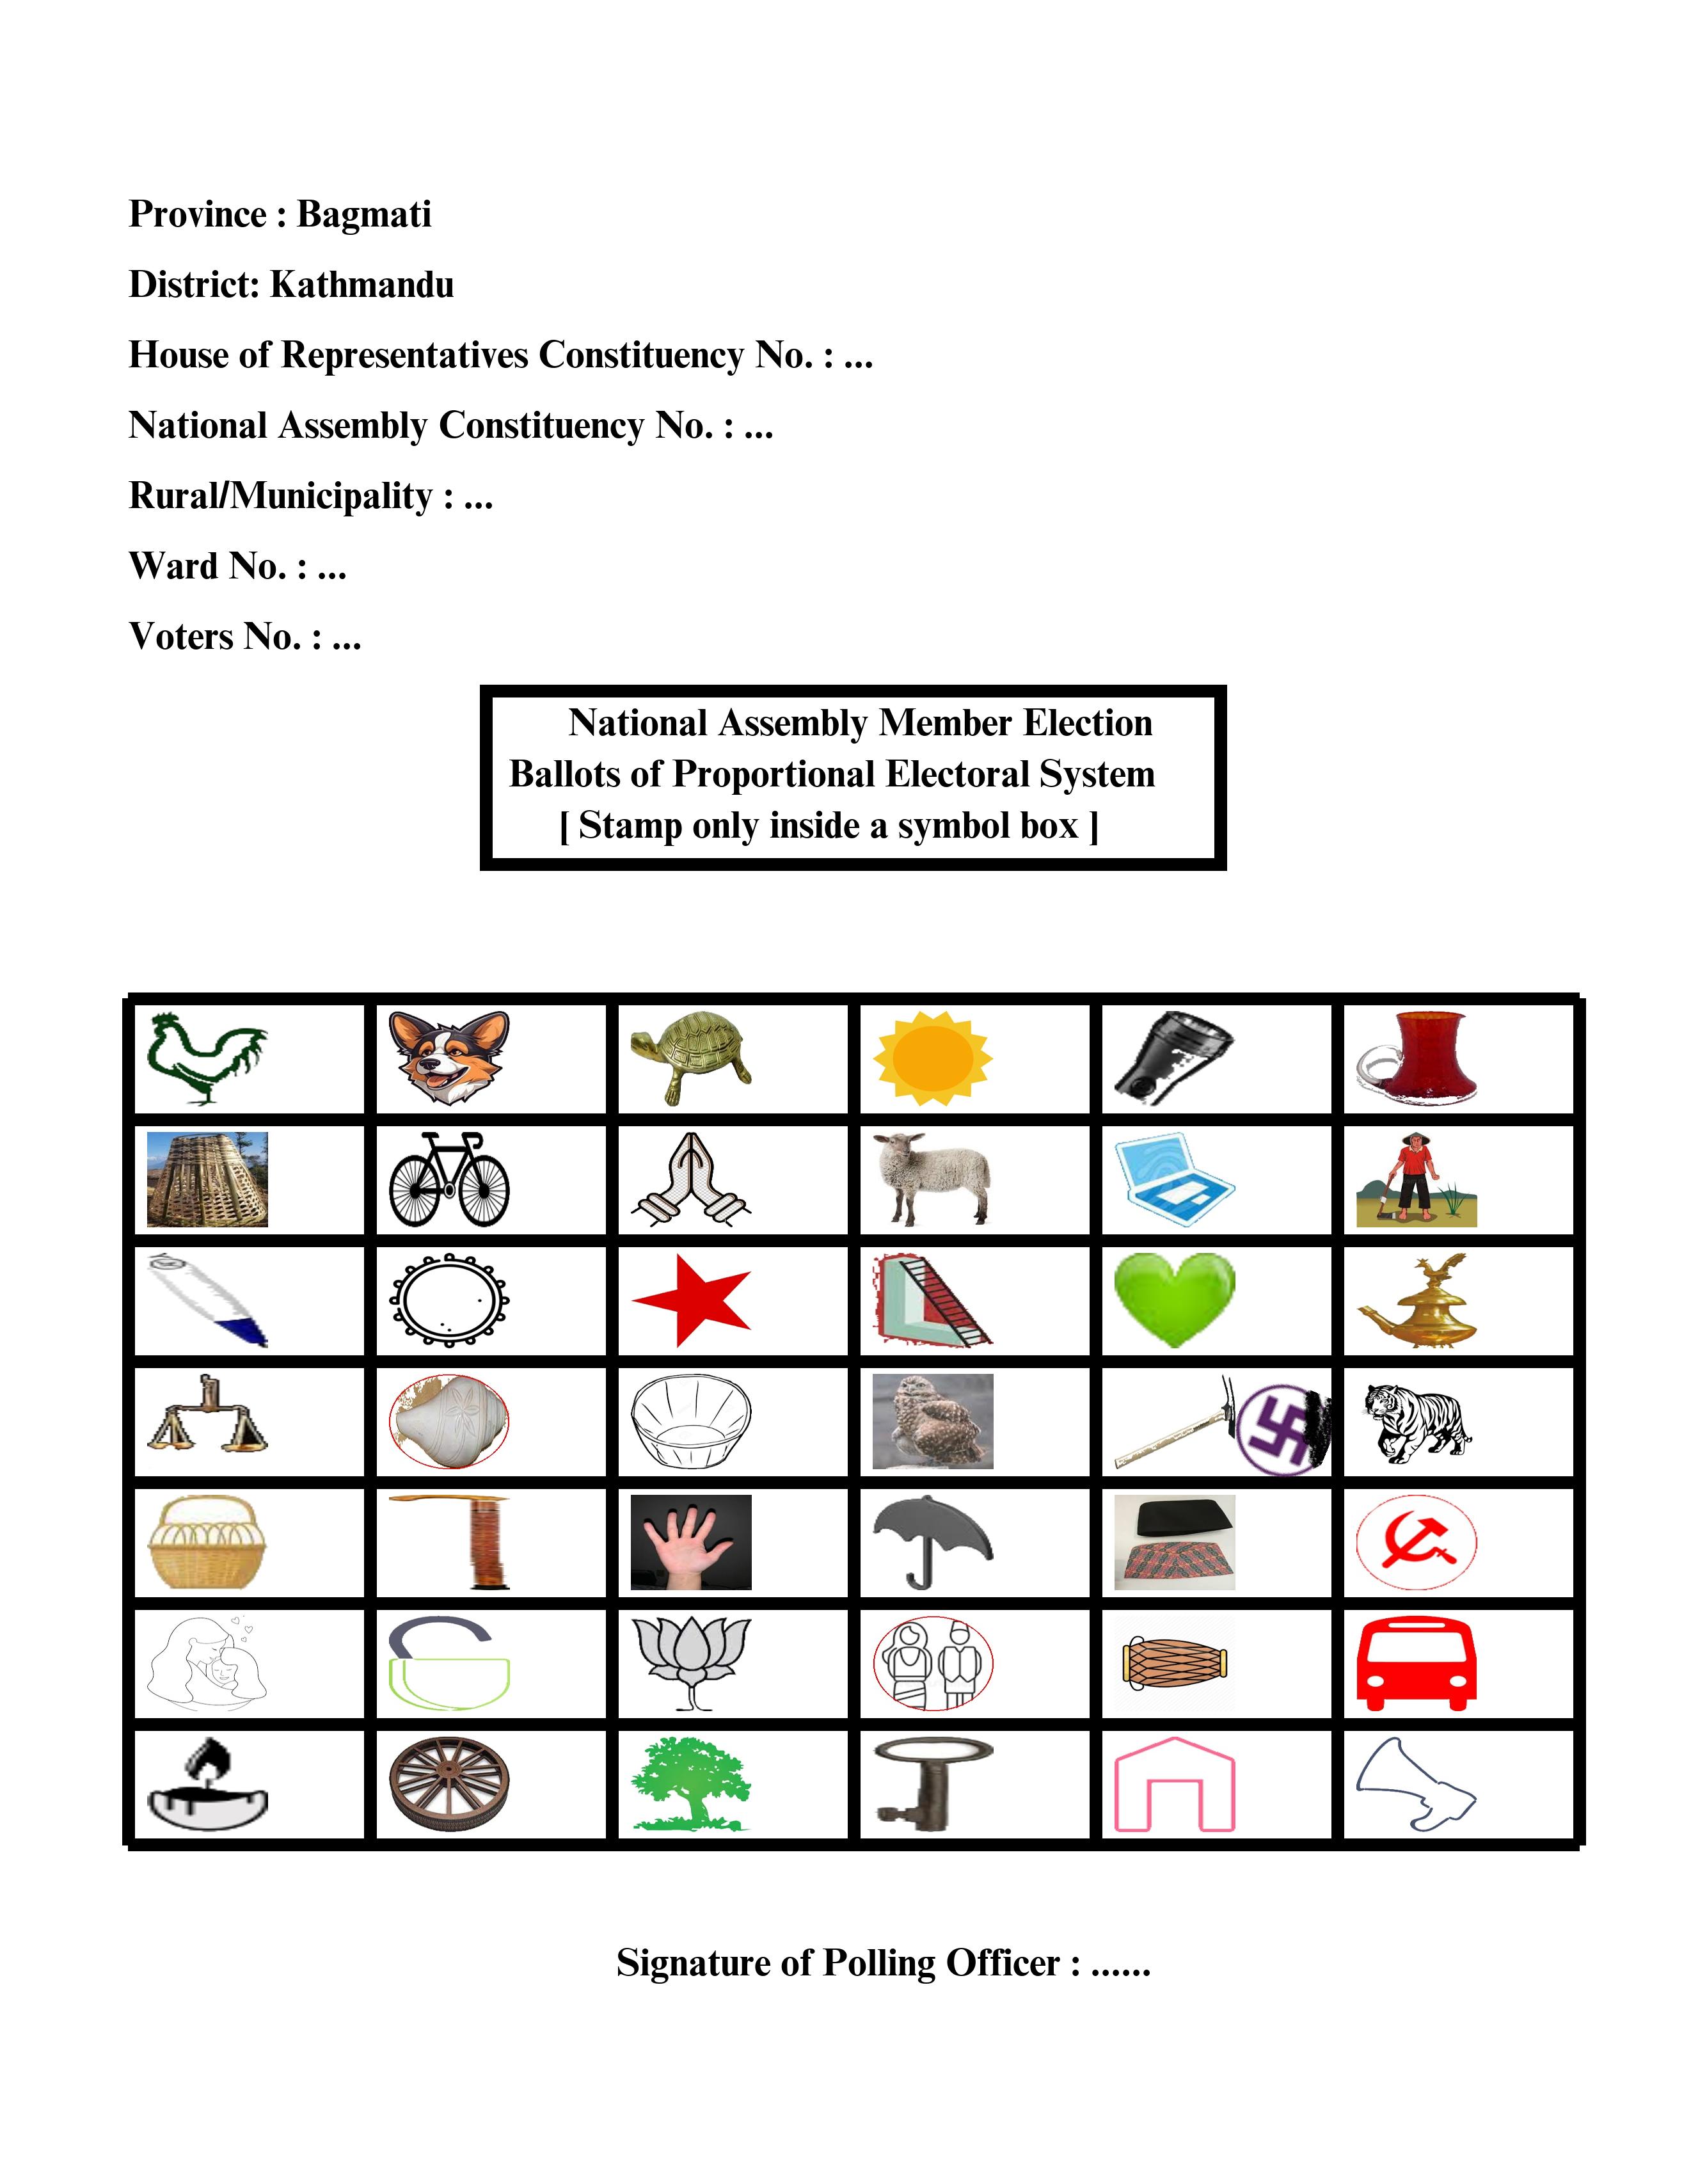 Province : Bagmati
District: Kathmandu
House of Representatives Constituency No. : ...
National Assembly Constituency No. : ...
Rural/Municipality : ...
Ward No. : ...
Voters No. : ...
National Assembly Member Election
Ballots of Proportional Electoral System
[ Stamp only inside a symbol box ]
Signature of Polling Officer : ......